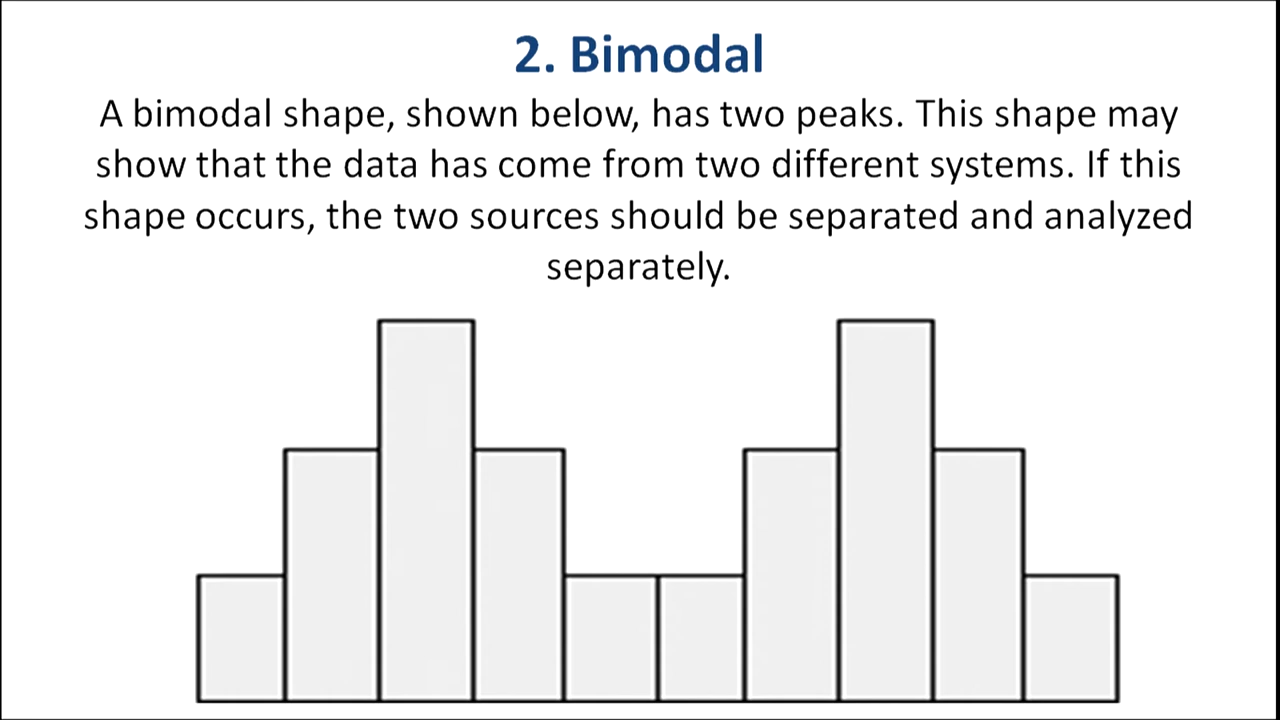 2. Bimodal
A bimodal shape, shown below, has two peaks. This shape may
show that the data has come from two different systems. If this
shape occurs, the two sources should be separated and analyzed
separately.